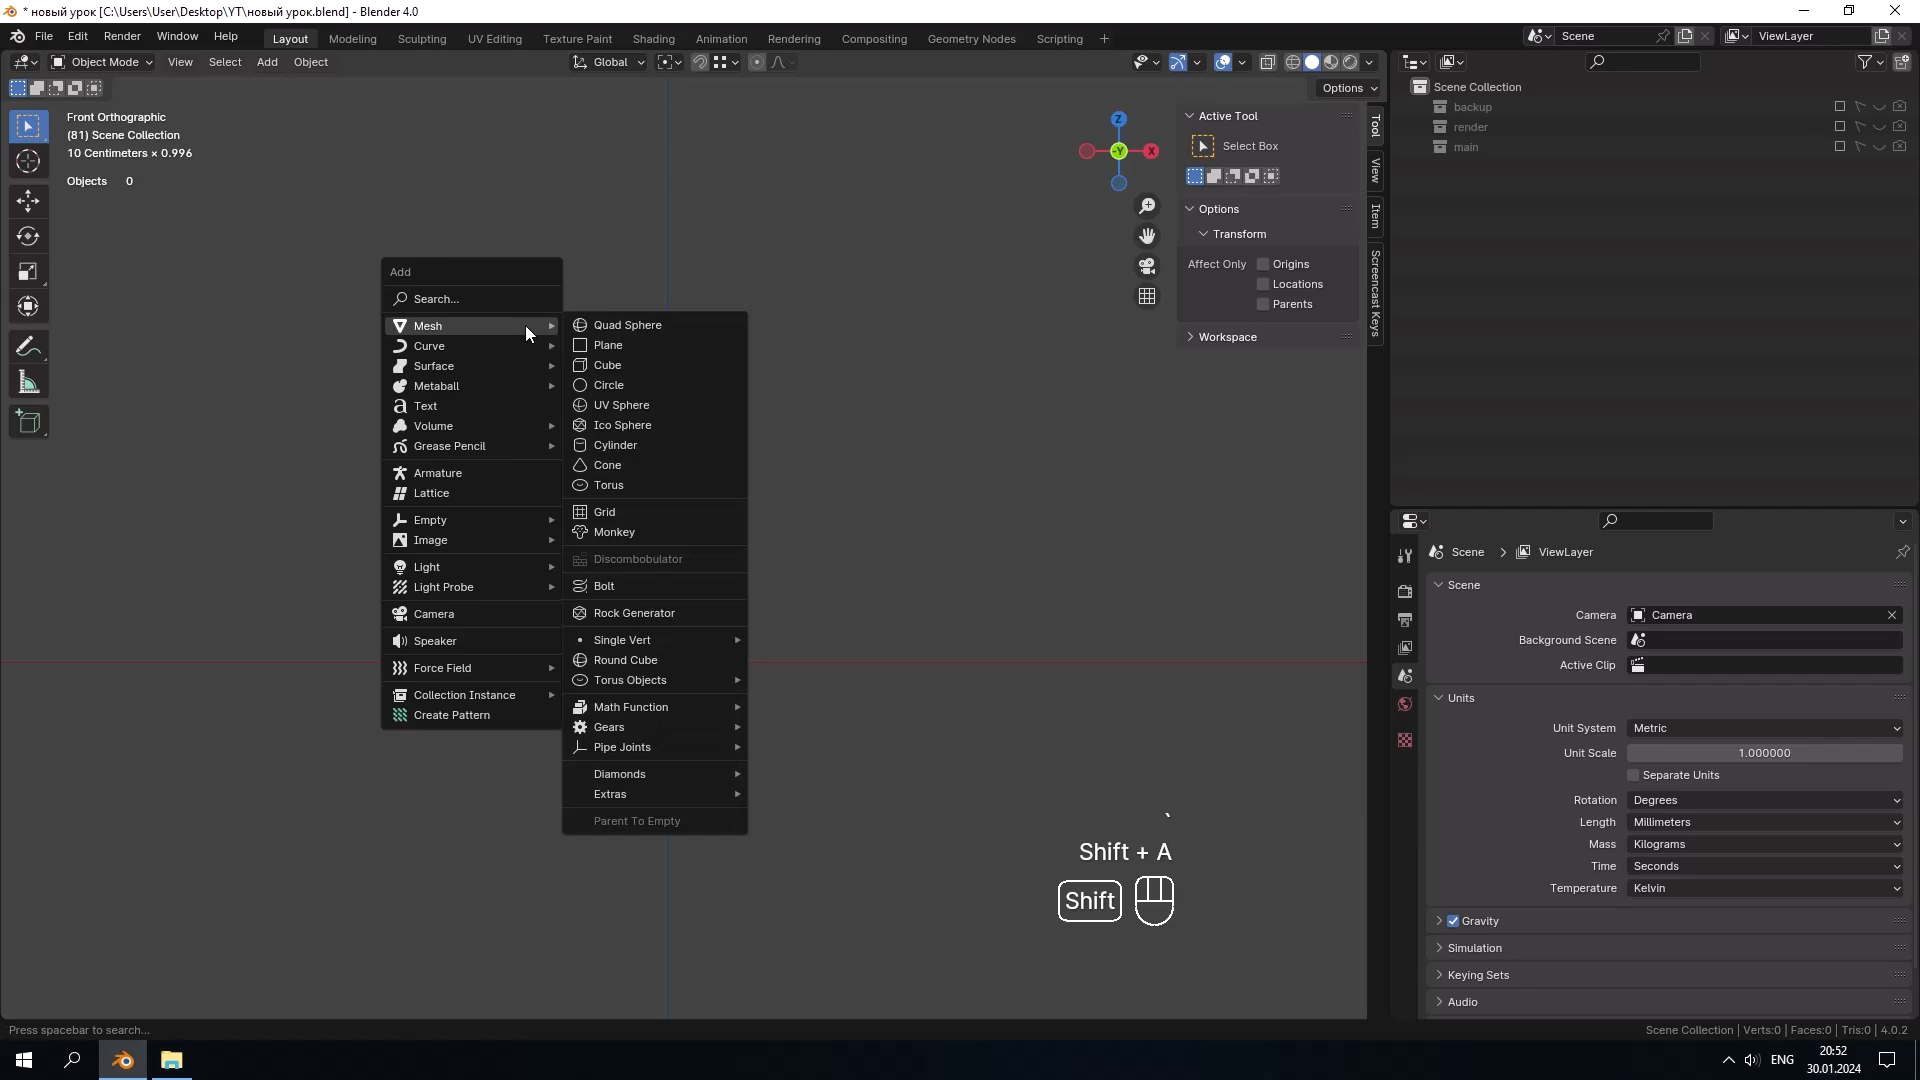 * новый урок [C:\Users\User\Desktop\YT\новый урок.blend] - Blender 4.0
File Edit Render Window Help
Layout Modeling Sculpting UV Editing Texture Paint Shading Animation Rendering Compositing Geometry Nodes Scripting +
Scene
ViewLayer
Object Mode View Select Add Object
Global
Options
Front Orthographic
(81) Scene Collection
10 Centimeters × 0.996
Objects 0
Z
-Y
X
Add
Search...
Mesh
Curve
Surface
Metaball
Text
Volume
Grease Pencil
Armature
Lattice
Empty
Image
Light
Light Probe
Camera
Speaker
Force Field
Collection Instance
Create Pattern
Quad Sphere
Plane
Cube
Circle
UV Sphere
Ico Sphere
Cylinder
Cone
Torus
Grid
Monkey
Discombobulator
Bolt
Rock Generator
Single Vert
Round Cube
Torus Objects
Math Function
Gears
Pipe Joints
Diamonds
Extras
Parent To Empty
Active Tool
Select Box
Options
Transform
Affect Only Origins
Locations
Parents
Workspace
Tool
View
Item
Screencast Keys
`
Shift + A
Shift
Scene Collection
backup
render
main
Scene > ViewLayer
Scene
Camera Camera
Background Scene
Active Clip
Units
Unit System Metric
Unit Scale 1.000000
Separate Units
Rotation Degrees
Length Millimeters
Mass Kilograms
Time Seconds
Temperature Kelvin
Gravity
Simulation
Keying Sets
Audio
Press spacebar to search...
Scene Collection | Verts:0 | Faces:0 | Tris:0 | 4.0.2
ENG
20:52
30.01.2024